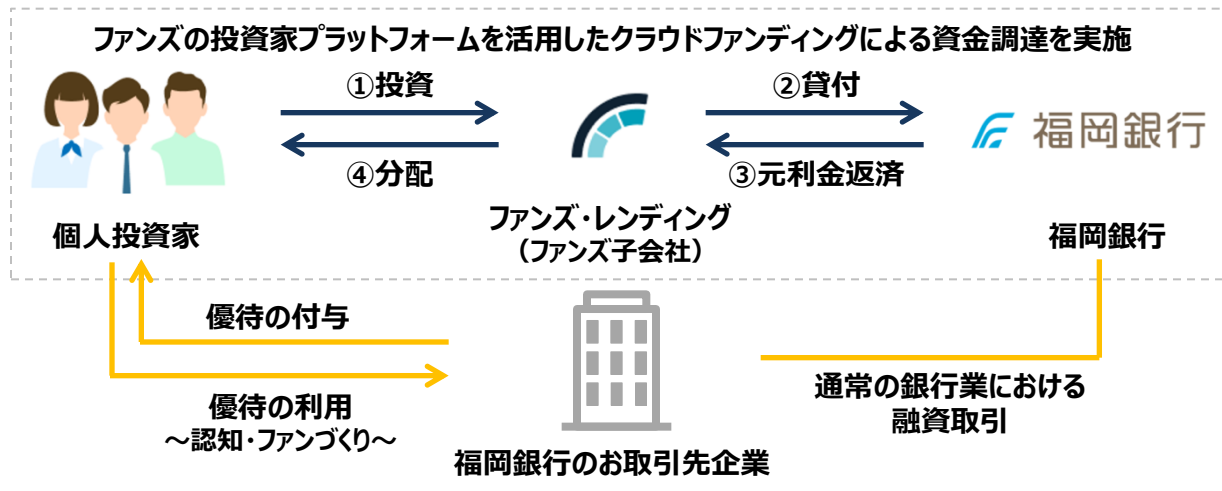 ファンズの投資家プラットフォームを活用したクラウドファンディングによる資金調達を実施
①投資
②貸付
福岡銀行
④分配
③元利金返済
個人投資家
ファンズ・レンディング
（ファンズ子会社）
福岡銀行
優待の付与
優待の利用
～認知・ファンづくり～
通常の銀行業における
融資取引
福岡銀行のお取引先企業